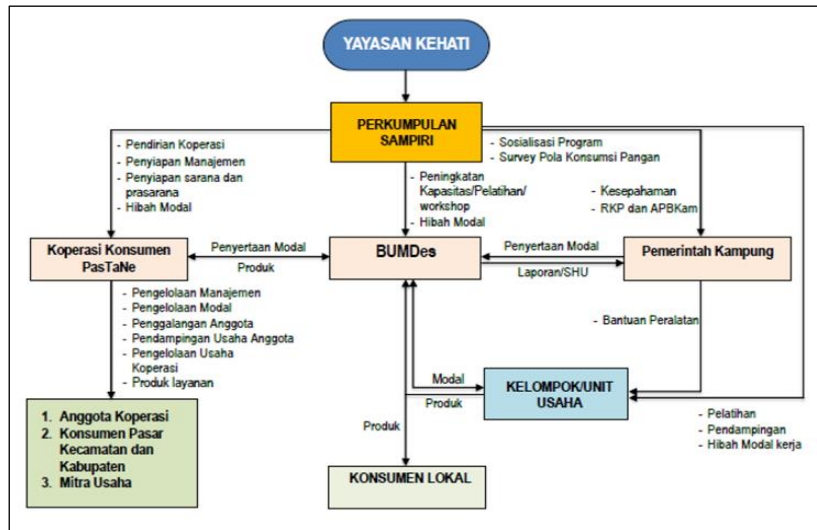 YAYASAN KEHATI
PERKUMPULAN
SAMPIRI
- Pendirian Koperasi
- Penyiapan Manajemen
- Penyiapan sarana dan
prasarana
- Hibah Modal
- Peningkatan
Kapasitas/Pelatihan/
workshop
- Hibah Modal
- Sosialisasi Program
- Survey Pola Konsumsi Pangan
- Kesepahaman
- RKP dan APBKam
Koperasi Konsumen
PasTaNe
Penyertaan Modal
Produk
BUMDes
Penyertaan Modal
Laporan/SHU
Pemerintah Kampung
- Pengelolaan Manajemen
- Pengelolaan Modal
- Penggalangan Anggota
- Pendampingan Usaha Anggota
- Pengelolaan Usaha
Koperasi
- Produk layanan
- Bantuan Peralatan
Modal
Produk
KELOMPOK/UNIT
USAHA
1. Anggota Koperasi
2. Konsumen Pasar
Kecamatan dan
Kabupaten
3. Mitra Usaha
Produk
- Pelatihan
- Pendampingan
- Hibah Modal kerja
KONSUMEN LOKAL